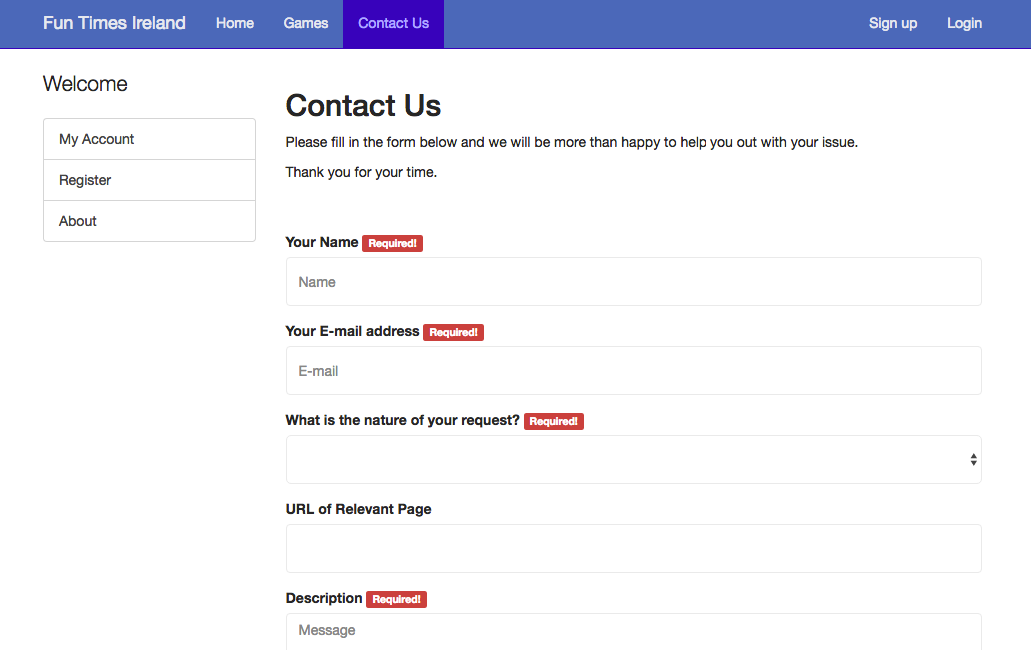 Fun Times Ireland Home Games Contact Us Sign up Login
Welcome
My Account
Register
About
Contact Us
Please fill in the form below and we will be more than happy to help you out with your issue.
Thank you for your time.
Your Name Required!
Name
Your E-mail address Required!
E-mail
What is the nature of your request? Required!
URL of Relevant Page
Description Required!
Message